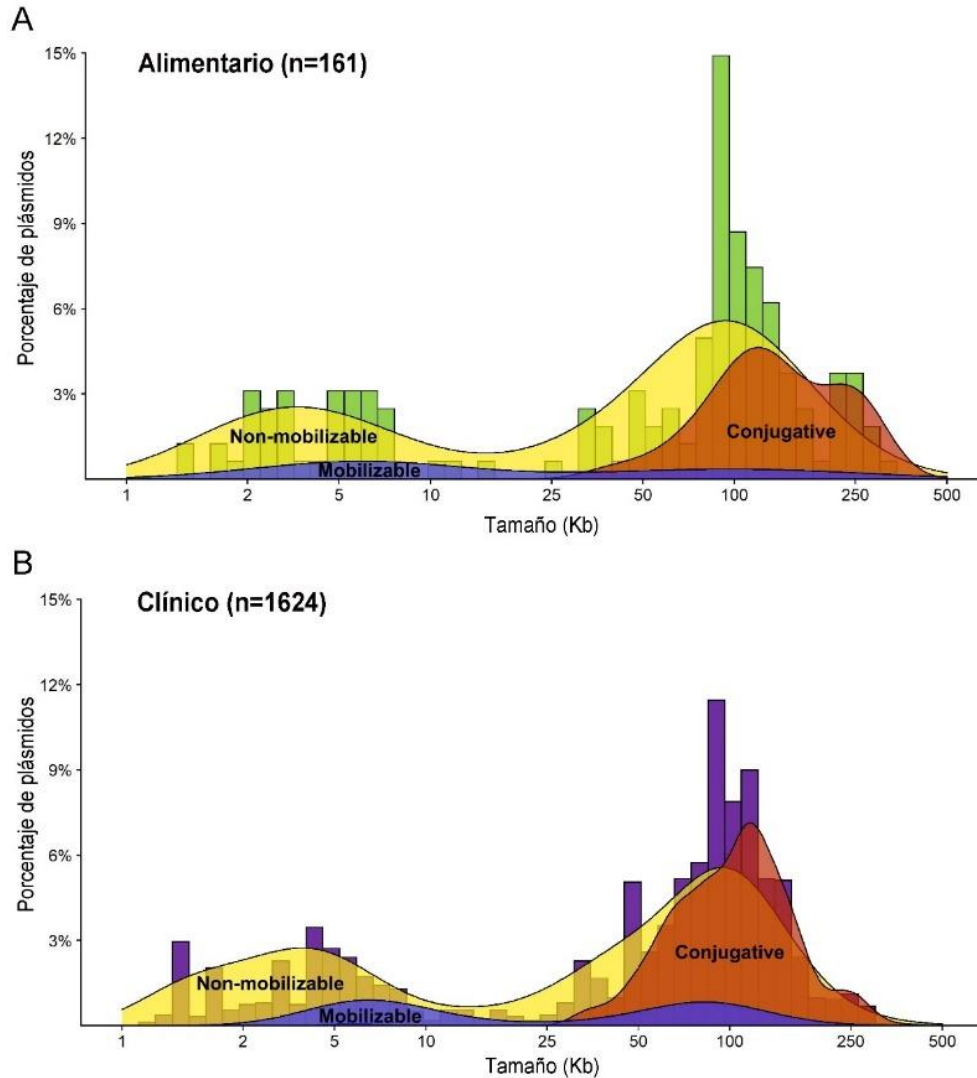 A
Alimentario (n=161)
Porcentaje de plásmidos
15%
12%
9%
6%
3%
Non-mobilizable
Mobilizable
Conjugative
1 2 5 10 25 50 100 250 500
Tamaño (Kb)
B
Clínico (n=1624)
Porcentaje de plásmidos
15%
12%
9%
6%
3%
Non-mobilizable
Mobilizable
Conjugative
1 2 5 10 25 50 100 250 500
Tamaño (Kb)